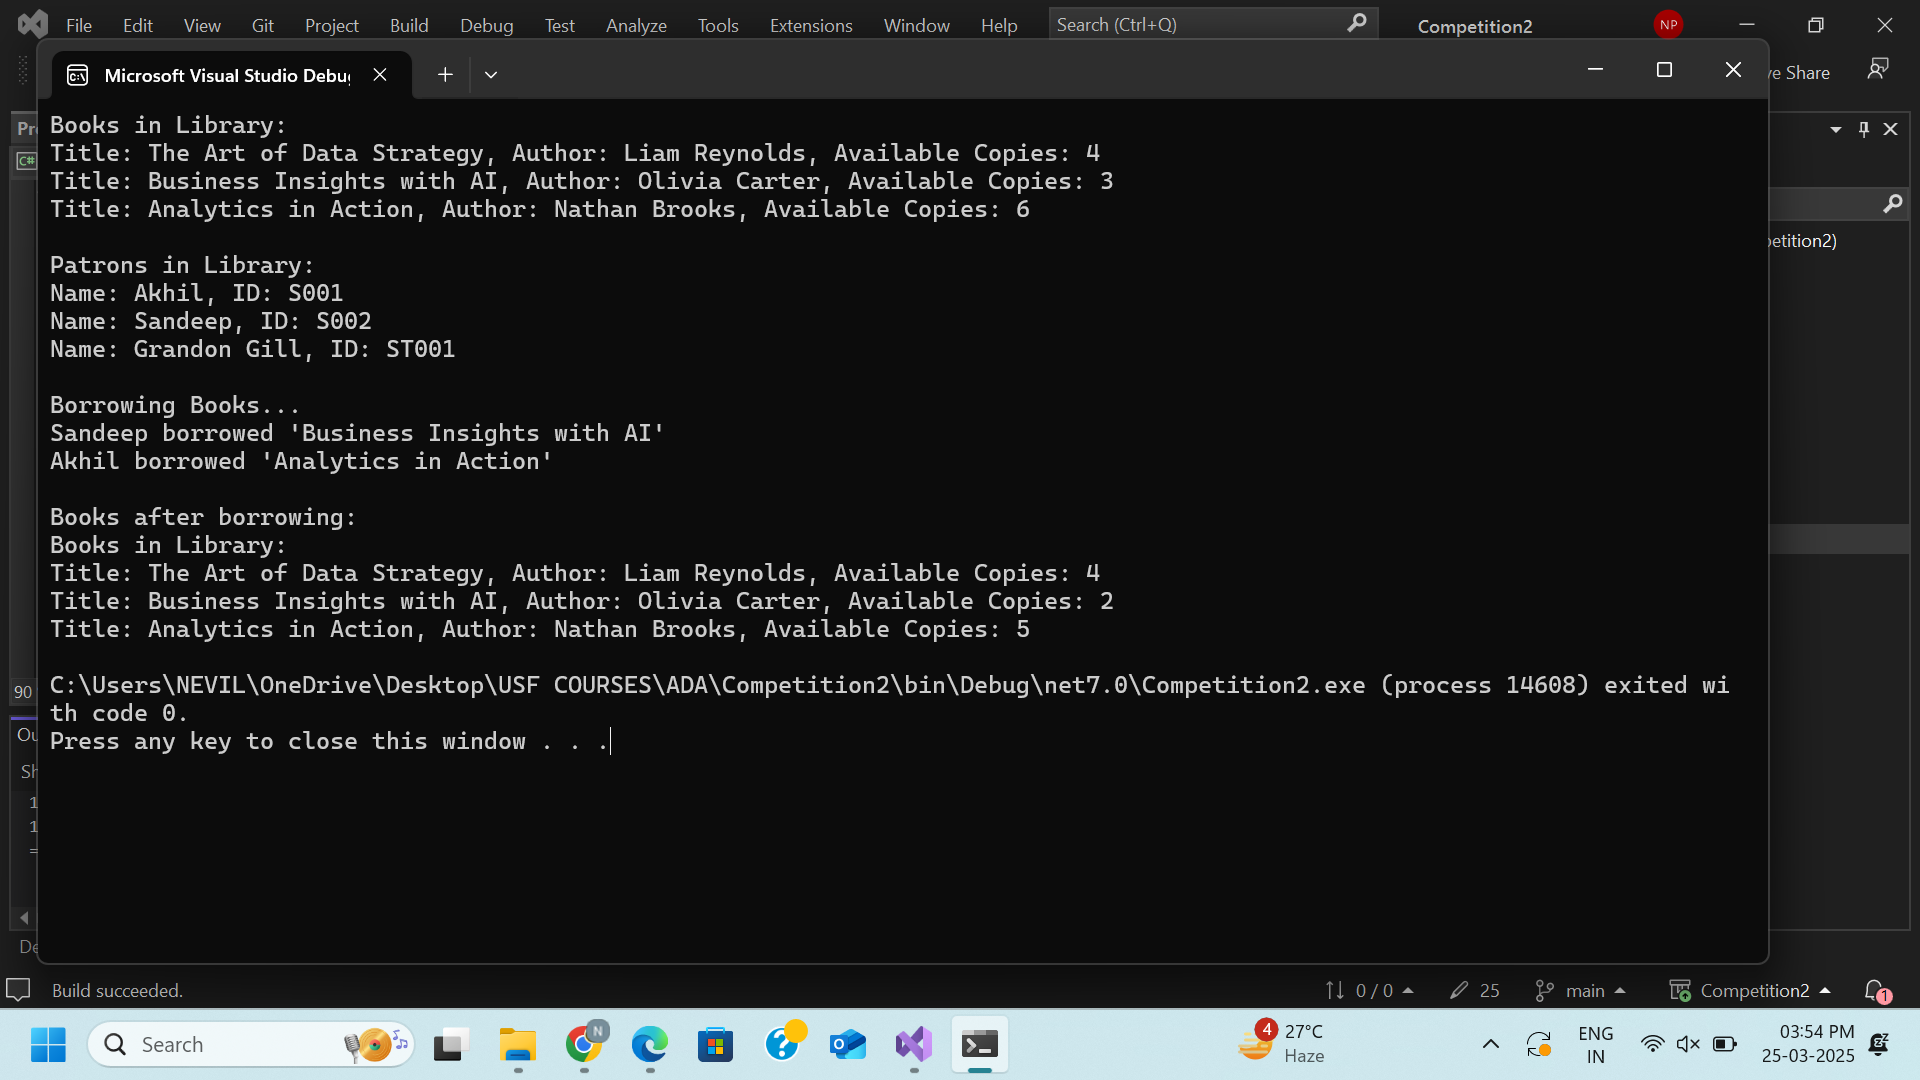 File Edit View Git Project Build Debug Test Analyze Tools Extensions Window Help Search (Ctrl+Q) Competition2 NP
Microsoft Visual Studio Debu
Share
Books in Library:
Title: The Art of Data Strategy, Author: Liam Reynolds, Available Copies: 4
Title: Business Insights with AI, Author: Olivia Carter, Available Copies: 3
Title: Analytics in Action, Author: Nathan Brooks, Available Copies: 6
petition2)
Patrons in Library:
Name: Akhil, ID: S001
Name: Sandeep, ID: S002
Name: Grandon Gill, ID: ST001
Borrowing Books...
Sandeep borrowed 'Business Insights with AI'
Akhil borrowed 'Analytics in Action'
Books after borrowing:
Books in Library:
Title: The Art of Data Strategy, Author: Liam Reynolds, Available Copies: 4
Title: Business Insights with AI, Author: Olivia Carter, Available Copies: 2
Title: Analytics in Action, Author: Nathan Brooks, Available Copies: 5
C:\Users\NEVIL\OneDrive\Desktop\USF COURSES\ADA\Competition2\bin\Debug\net7.0\Competition2.exe (process 14608) exited wi
th code 0.
Press any key to close this window . . .
90
Build succeeded. 0 / 0 25 main Competition2 1
Search
N
4 27°C
Haze
ENG
IN
03:54 PM
25-03-2025